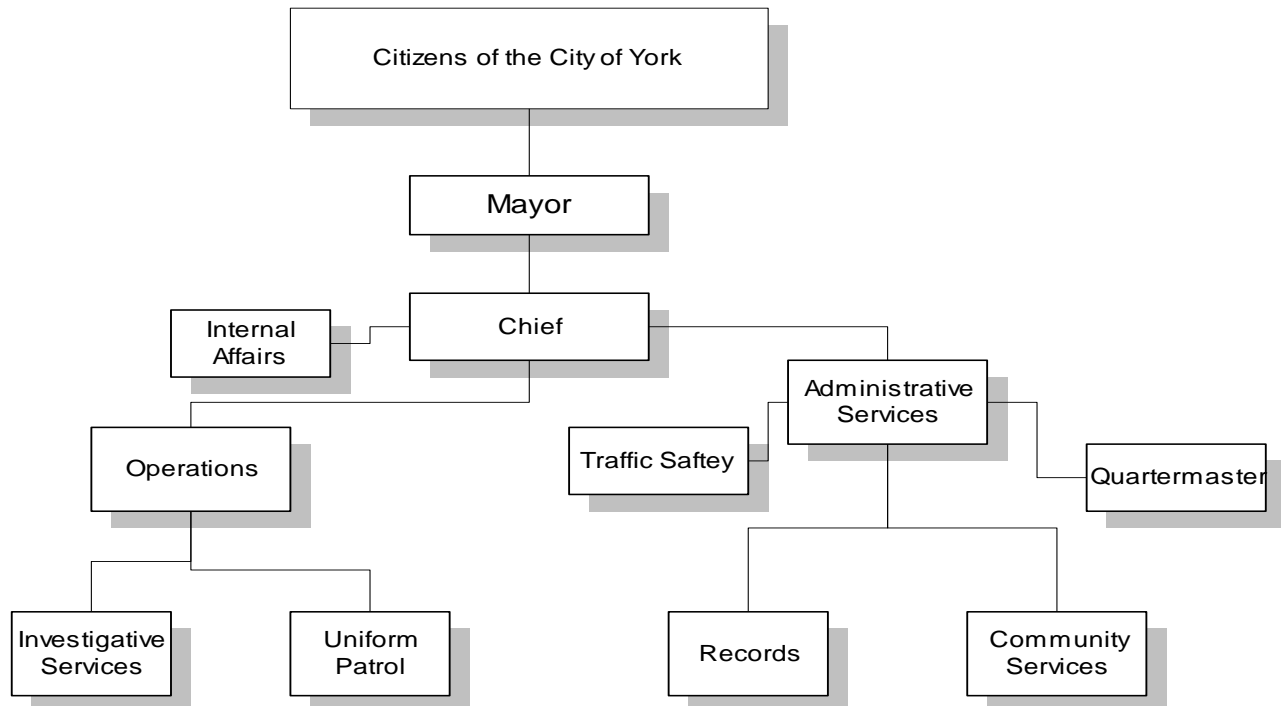 Citizens of the City of York
Mayor
Chief
Internal
Affairs
Administrative
Services
Operations
Traffic Saftey
Quartermaster
Investigative
Services
Uniform
Patrol
Records
Community
Services